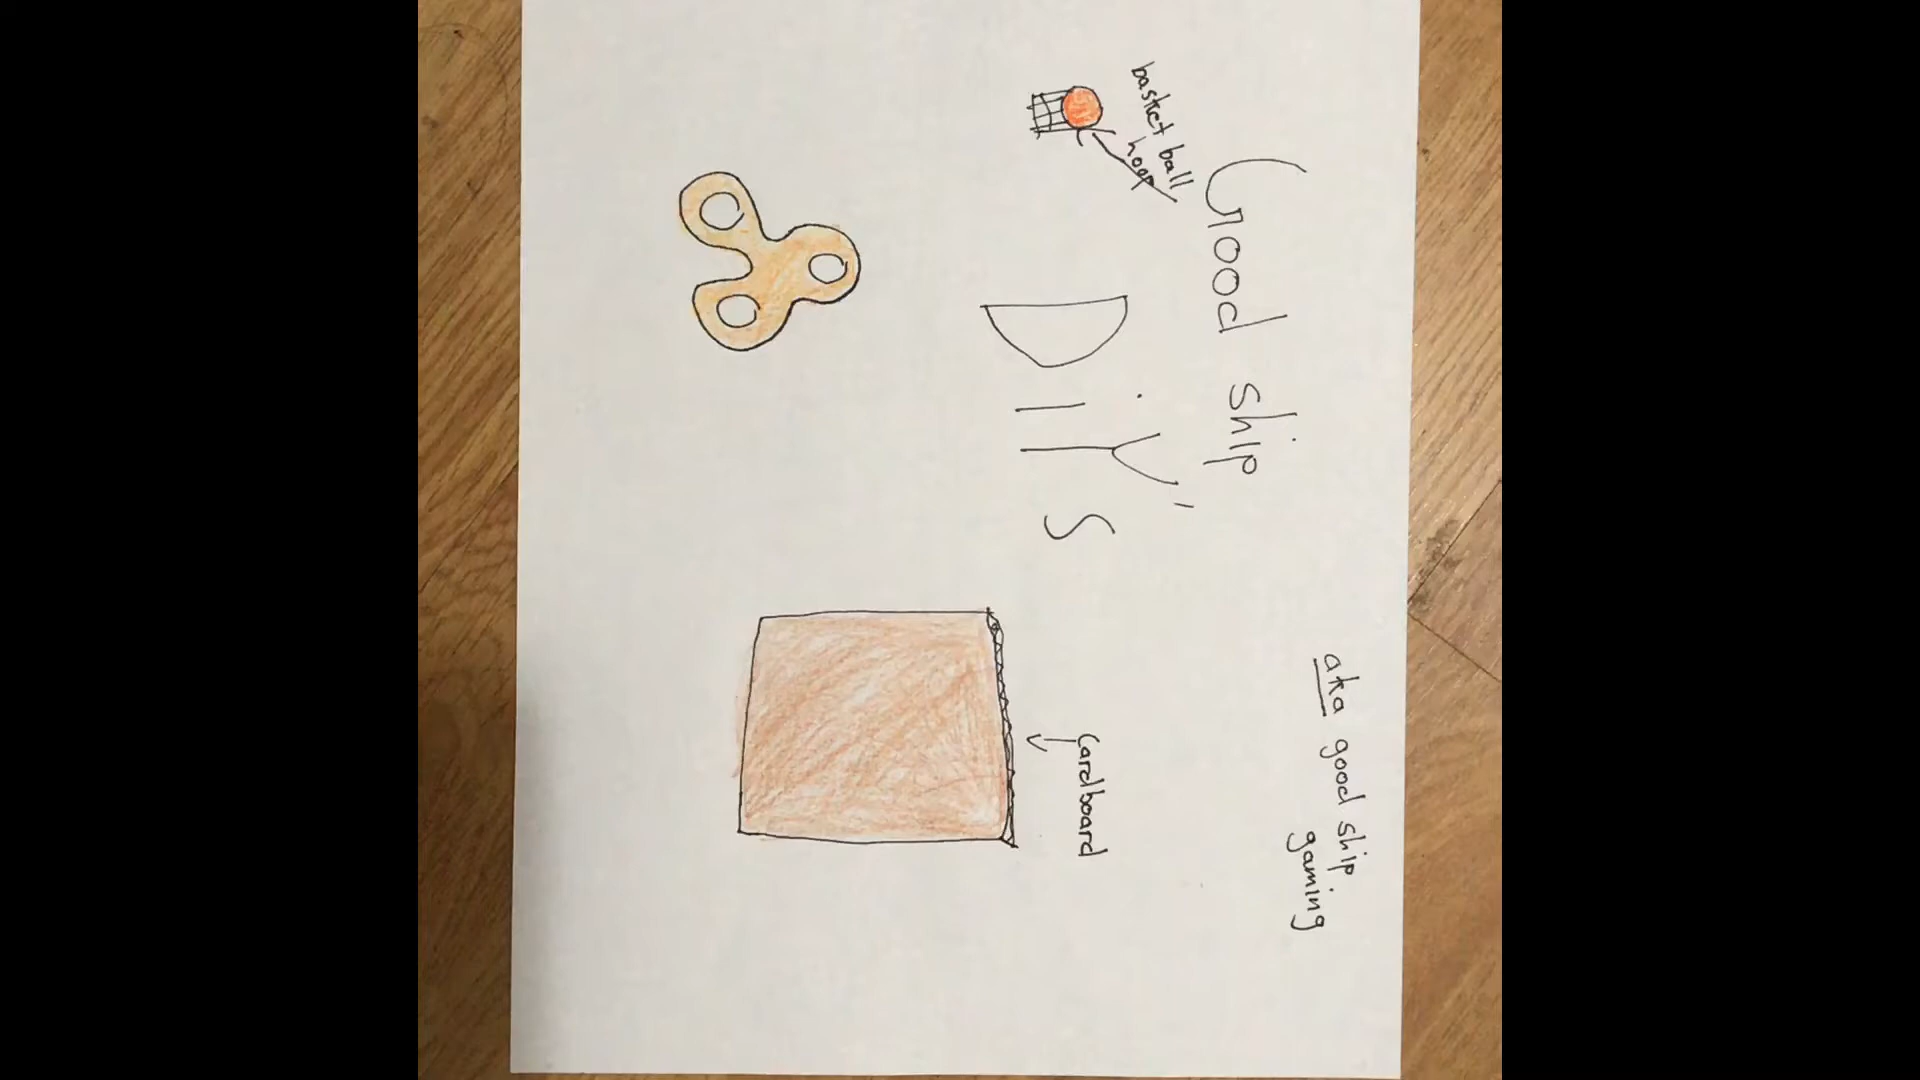 Good ship
DiY's
aka good ship
gaming
basket ball
hoop
Cardboard